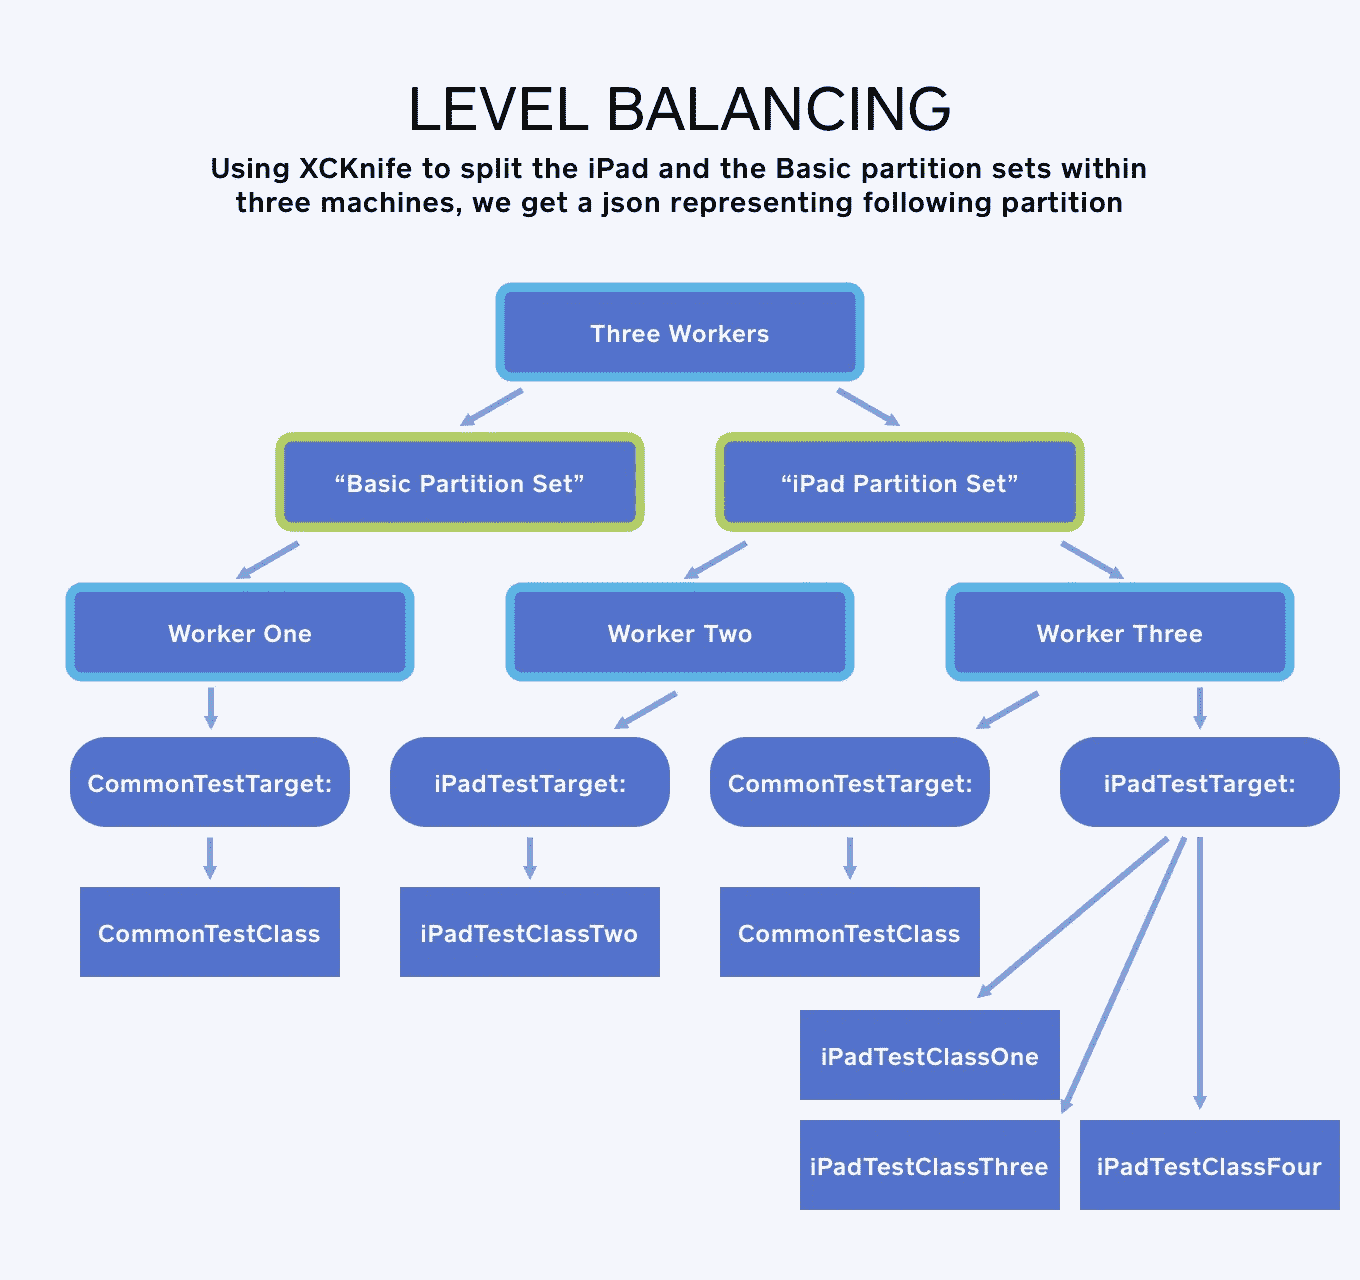 LEVEL BALANCING
Using XCKnife to split the iPad and the Basic partition sets within
three machines, we get a json representing following partition
Three Workers
“Basic Partition Set”
“iPad Partition Set”
Worker One
Worker Two
Worker Three
CommonTestTarget:
iPadTestTarget:
CommonTestTarget:
iPadTestTarget:
CommonTestClass
iPadTestClassTwo
CommonTestClass
iPadTestClassOne
iPadTestClassThree
iPadTestClassFour